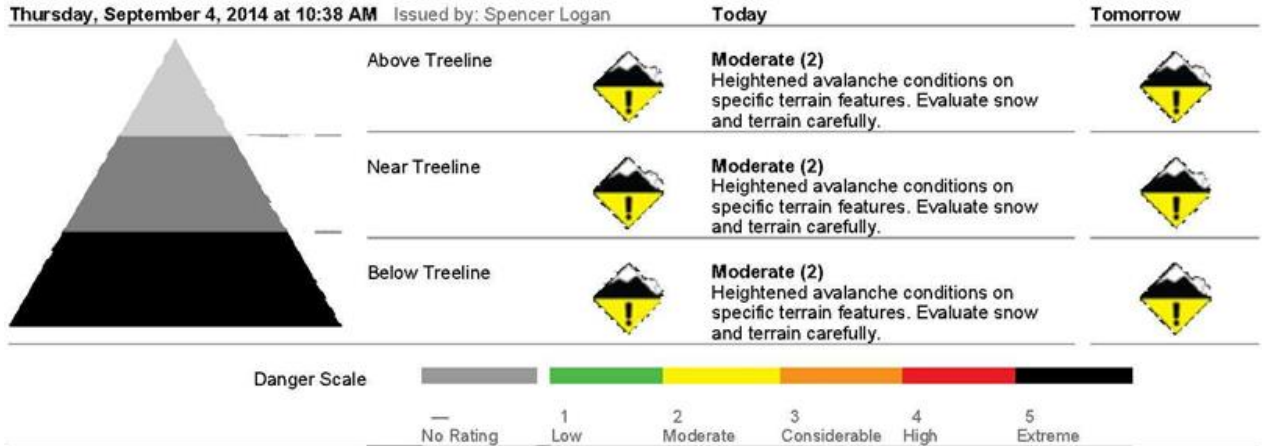 Thursday, September 4, 2014 at 10:38 AM Issued by: Spencer Logan Today Tomorrow
Above Treeline
Moderate (2)
Heightened avalanche conditions on
specific terrain features. Evaluate snow
and terrain carefully.
Near Treeline
Moderate (2)
Heightened avalanche conditions on
specific terrain features. Evaluate snow
and terrain carefully.
Below Treeline
Moderate (2)
Heightened avalanche conditions on
specific terrain features. Evaluate snow
and terrain carefully.
Danger Scale
— 1 2 3 4 5
No Rating Low Moderate Considerable High Extreme